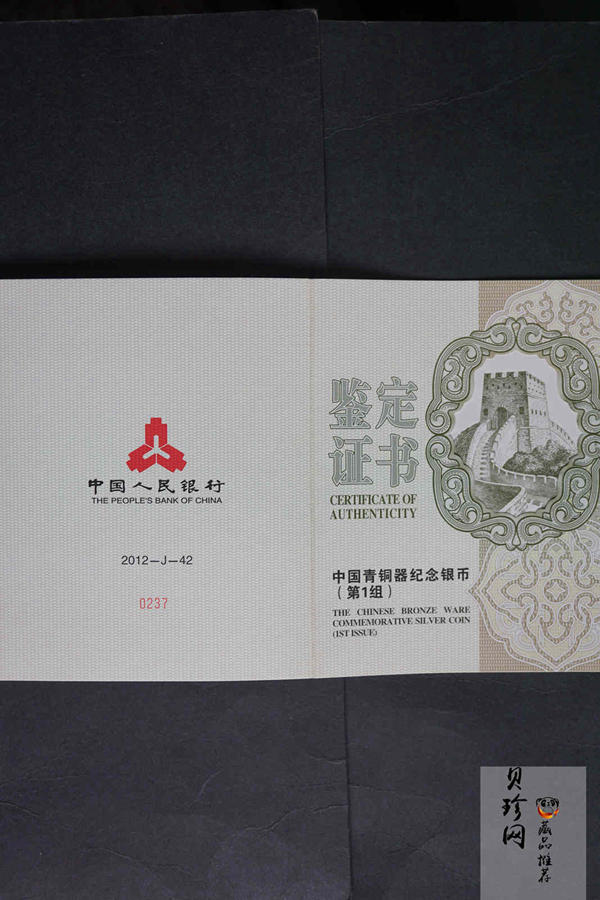 中国人民银行
THE PEOPLE'S BANK OF CHINA
2012-J-42
0237
鉴定
证书
CERTIFICATE OF
AUTHENTICITY
中国青铜器纪念银币
(第1组)
THE CHINESE BRONZE WARE
COMMEMORATIVE SILVER COIN
(1ST ISSUE)
贝珍网
藏品推荐